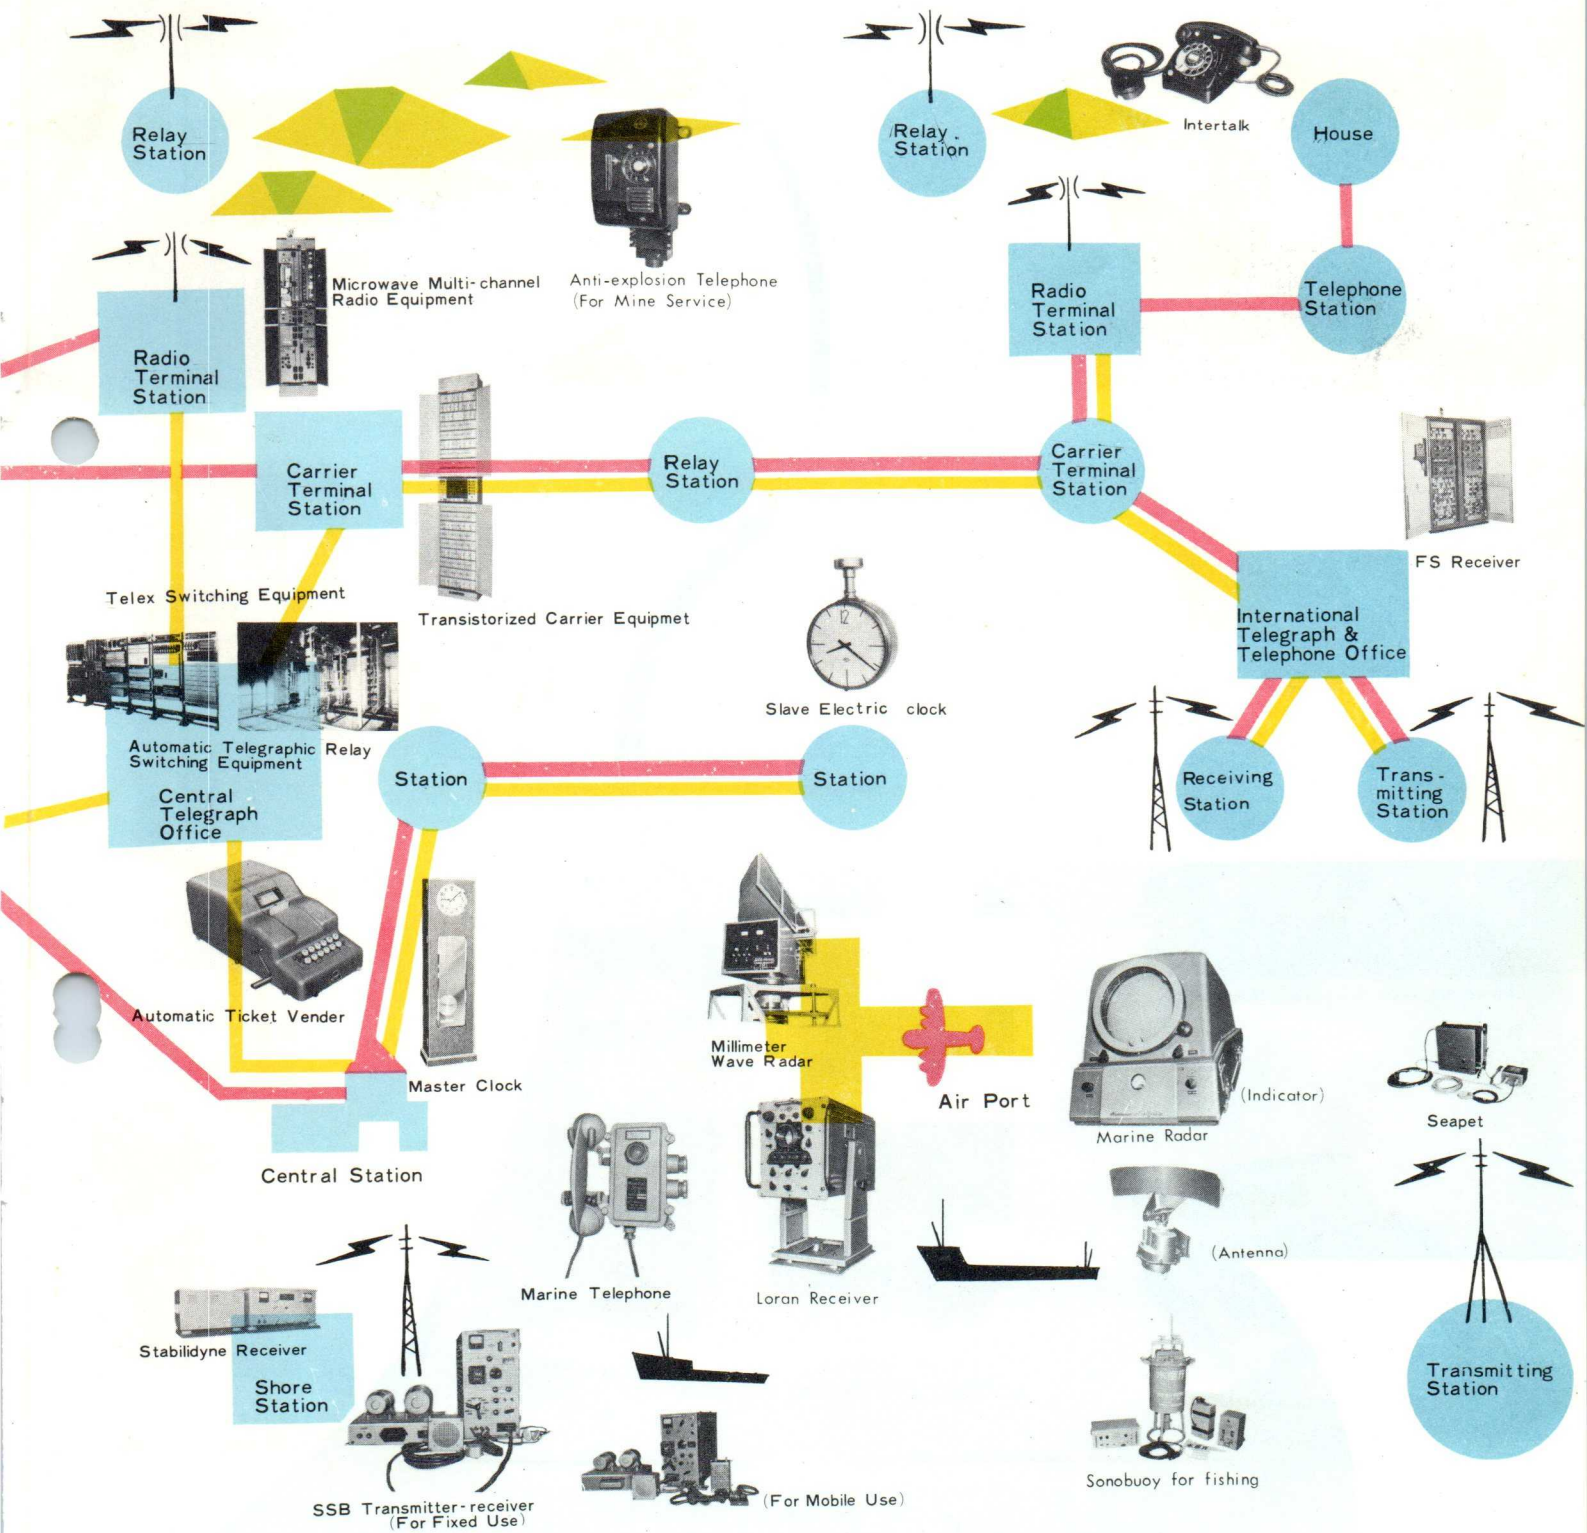 Relay
Station
Relay
Station
Intertalk
House
Microwave Multi-channel
Radio Equipment
Anti-explosion Telephone
(For Mine Service)
Radio
Terminal
Station
Telephone
Station
Radio
Terminal
Station
Carrier
Terminal
Station
Relay
Station
Carrier
Terminal
Station
FS Receiver
Telex Switching Equipment
Transistorized Carrier Equipmet
12
International
Telegraph &
Telephone Office
Slave Electric clock
Automatic Telegraphic Relay
Switching Equipment
Central
Telegraph
Office
Station
Station
Receiving
Station
Trans-
mitting
Station
Automatic Ticket Vender
Master Clock
Millimeter
Wave Radar
Air Port
(Indicator)
Marine Radar
Seapet
Central Station
Marine Telephone
Loran Receiver
(Antenna)
Stabilidyne Receiver
Shore
Station
Transmitting
Station
SSB Transmitter-receiver
(For Fixed Use)
(For Mobile Use)
Sonobuoy for fishing